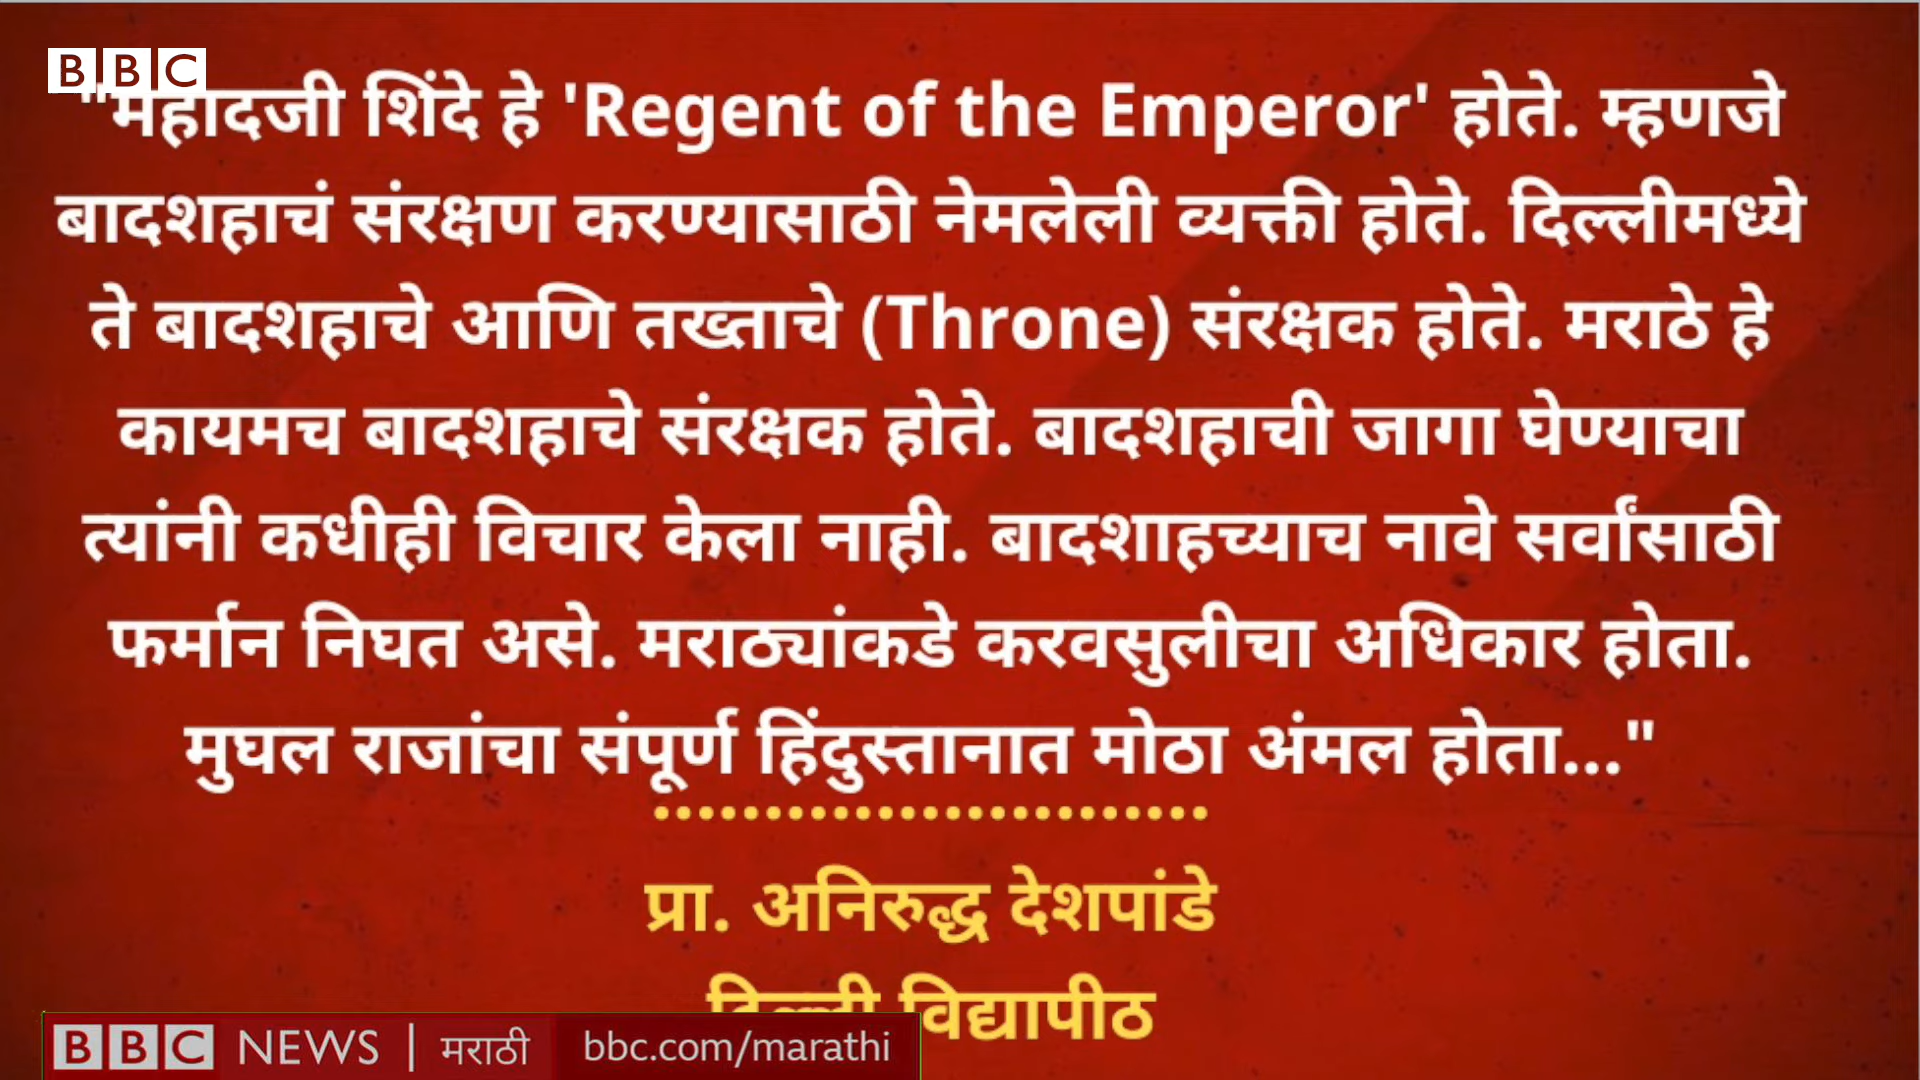 BBC
"महादजी शिंदे हे 'Regent of the Emperor' होते. म्हणजे
बादशहाचं संरक्षण करण्यासाठी नेमलेली व्यक्ती होते. दिल्लीमध्ये
ते बादशहाचे आणि तख्ताचे (Throne) संरक्षक होते. मराठे हे
कायमच बादशहाचे संरक्षक होते. बादशहाची जागा घेण्याचा
त्यांनी कधीही विचार केला नाही. बादशाहच्याच नावे सर्वांसाठी
फर्मान निघत असे. मराठ्यांकडे करवसुलीचा अधिकार होता.
मुघल राजांचा संपूर्ण हिंदुस्तानात मोठा अंमल होता..."
प्रा. अनिरुद्ध देशपांडे
दिल्ली विद्यापीठ
BBC NEWS | मराठी bbc.com/marathi